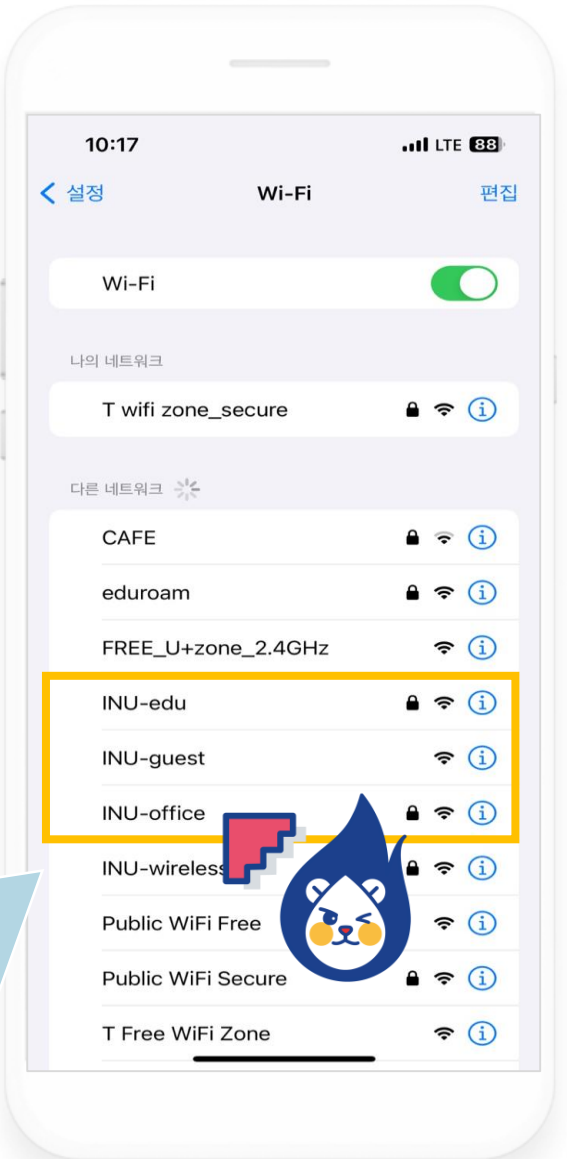 10:17 LTE 88
설정 Wi-Fi 편집
Wi-Fi
나의 네트워크
T wifi zone_secure
다른 네트워크
CAFE
eduroam
FREE_U+zone_2.4GHz
INU-edu
INU-guest
INU-office
INU-wireless
Public WiFi Free
Public WiFi Secure
T Free WiFi Zone